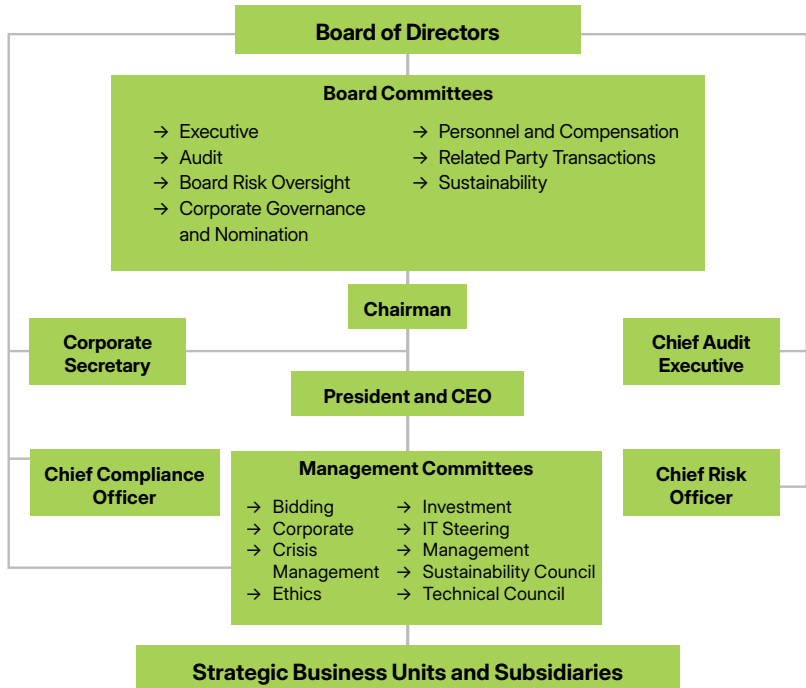 Board of Directors
Board Committees
→ Executive
→ Audit
→ Board Risk Oversight
→ Corporate Governance
and Nomination
→ Personnel and Compensation
→ Related Party Transactions
→ Sustainability
Chairman
Corporate
Secretary
Chief Audit
Executive
President and CEO
Chief Compliance
Officer
Management Committees
→ Bidding
→ Corporate
→ Crisis
Management
→ Ethics
→ Investment
→ IT Steering
→ Management
→ Sustainability Council
→ Technical Council
Chief Risk
Officer
Strategic Business Units and Subsidiaries